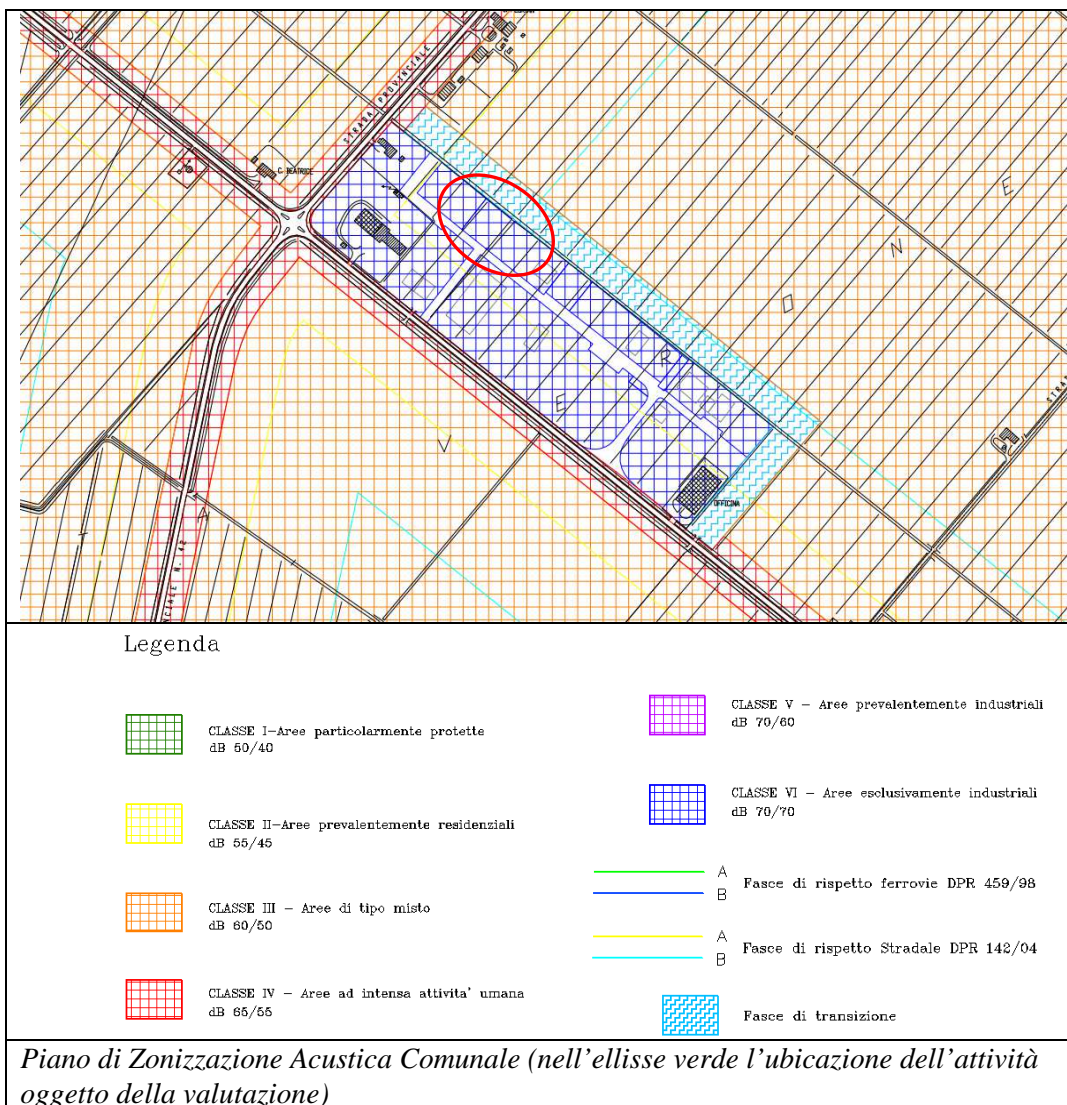 STRADA PROVINCIALE
C. BEATRICE
N
E
O
R
E
V
A
OFFICINA
NCIALE N. 42
STRA
Legenda
CLASSE I-Aree particolarmente protette
dB 50/40
CLASSE II-Aree prevalentemente residenziali
dB 55/45
CLASSE III - Aree di tipo misto
dB 60/50
CLASSE IV - Aree ad intensa attivita' umana
dB 65/55
CLASSE V - Aree prevalentemente industriali
dB 70/60
CLASSE VI - Aree esclusivamente industriali
dB 70/70
A
B
Fasce di rispetto ferrovie DPR 459/98
A
B
Fasce di rispetto Stradale DPR 142/04
Fasce di transizione
Piano di Zonizzazione Acustica Comunale (nell'ellisse verde l'ubicazione dell'attività
oggetto della valutazione)